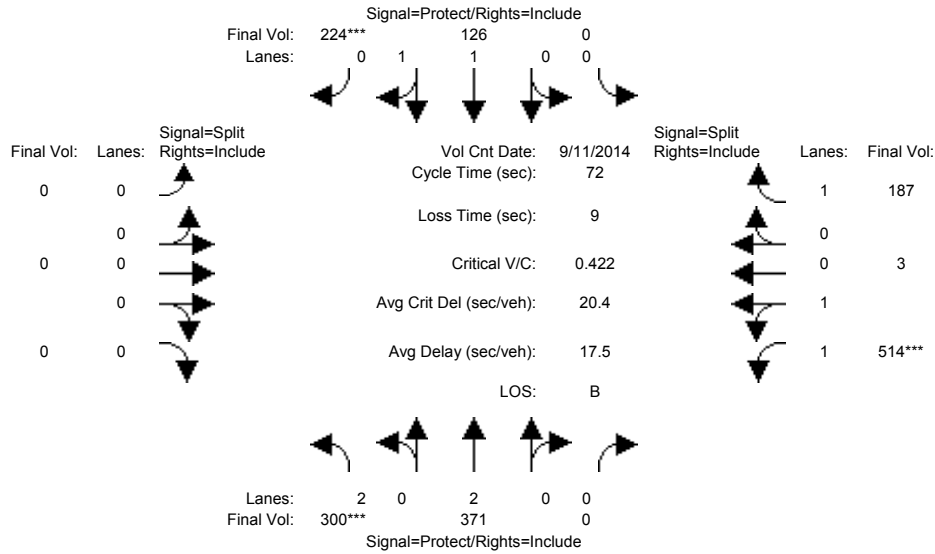 Signal=Protect/Rights=Include
Final Vol: 224*** 126 0
Lanes: 0 1 1 0 0
Signal=Split Signal=Split
Final Vol: Lanes: Rights=Include Vol Cnt Date: 9/11/2014 Rights=Include Lanes: Final Vol:
Cycle Time (sec): 72
0 0 1 187
Loss Time (sec): 9
0 0
0 0 Critical V/C: 0.422 0 3
0 Avg Crit Del (sec/veh): 20.4 1
0 0 Avg Delay (sec/veh): 17.5 1 514***
LOS: B
Lanes: 2 0 2 0 0
Final Vol: 300*** 371 0
Signal=Protect/Rights=Include